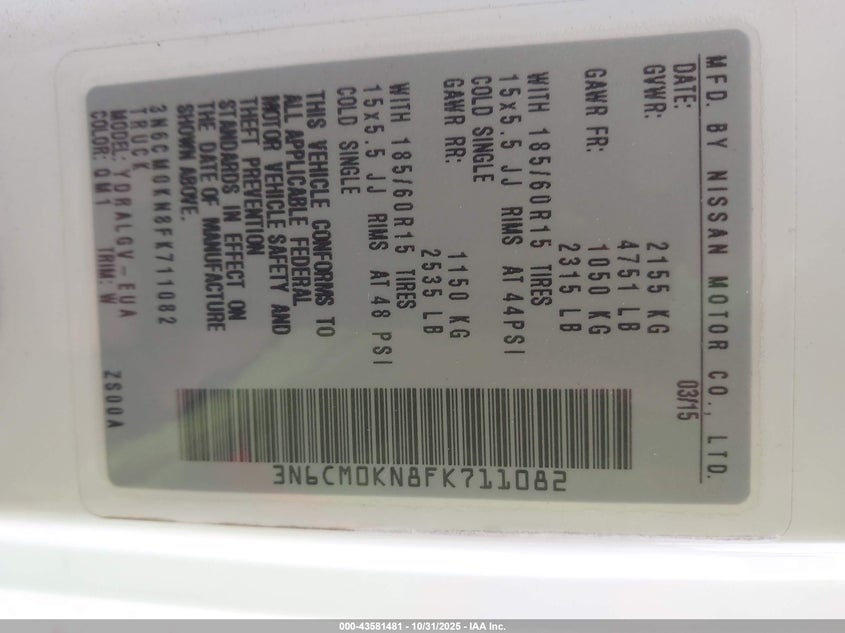 MFD. BY NISSAN MOTOR CO., LTD.
DATE: 03/15
GVWR: 2155 KG
4751 LB
GAWR FR: 1050 KG
2315 LB
WITH 185/60R15 TIRES
15x5.5 JJ RIMS AT 44PSI
COLD SINGLE
GAWR RR: 1150 KG
2535 LB
WITH 185/60R15 TIRES
15x5.5 JJ RIMS AT 48 PSI
COLD SINGLE
THIS VEHICLE CONFORMS TO
ALL APPLICABLE FEDERAL
MOTOR VEHICLE SAFETY AND
THEFT PREVENTION
STANDARDS IN EFFECT ON
THE DATE OF MANUFACTURE
SHOWN ABOVE.
3N6CM0KN8FK711082
TRUCK
MODEL: YDRALGV-EUA
COLOR: QM1 TRIM: W ZS00A
3N6CM0KN8FK711082
000-43581481 - 10/31/2025 - IAA Inc.